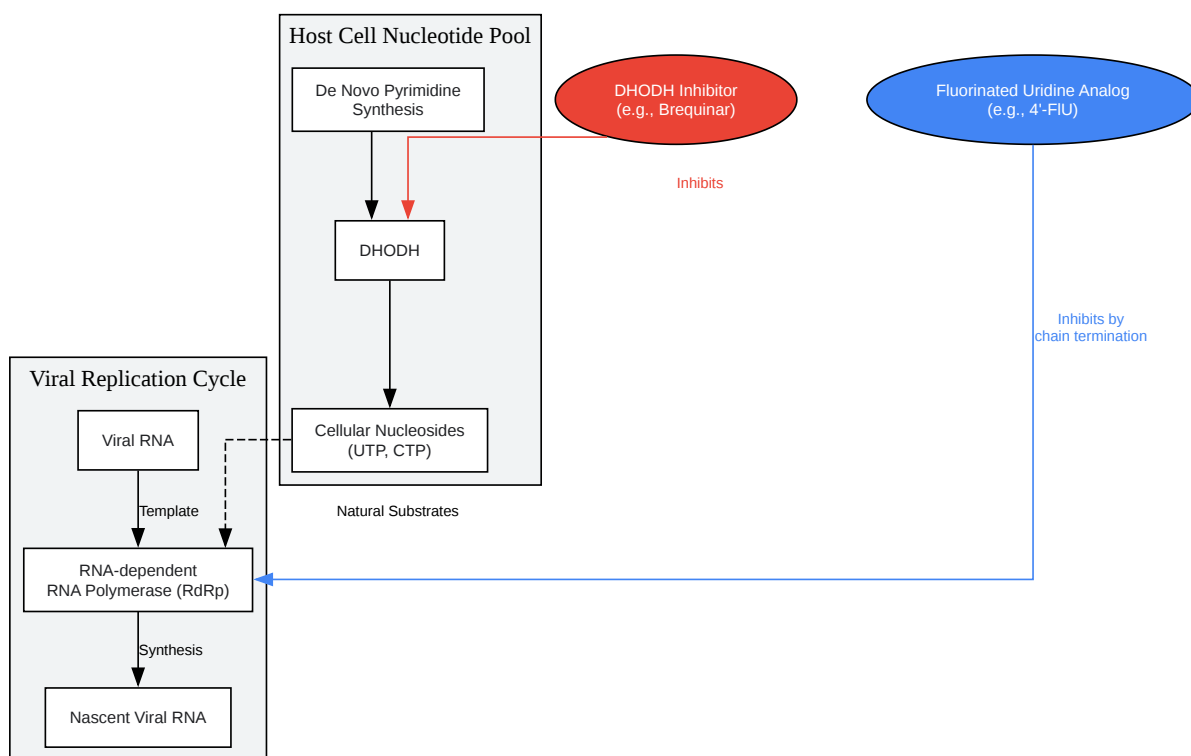 Host Cell Nucleotide Pool
De Novo Pyrimidine
Synthesis
DHODH Inhibitor
(e.g., Brequinar)
Fluorinated Uridine Analog
(e.g., 4'-FlU)
Inhibits
DHODH
Inhibits by
chain termination
Viral Replication Cycle
Viral RNA
Cellular Nucleosides
(UTP, CTP)
Template
Natural Substrates
RNA-dependent
RNA Polymerase (RdRp)
Synthesis
Nascent Viral RNA